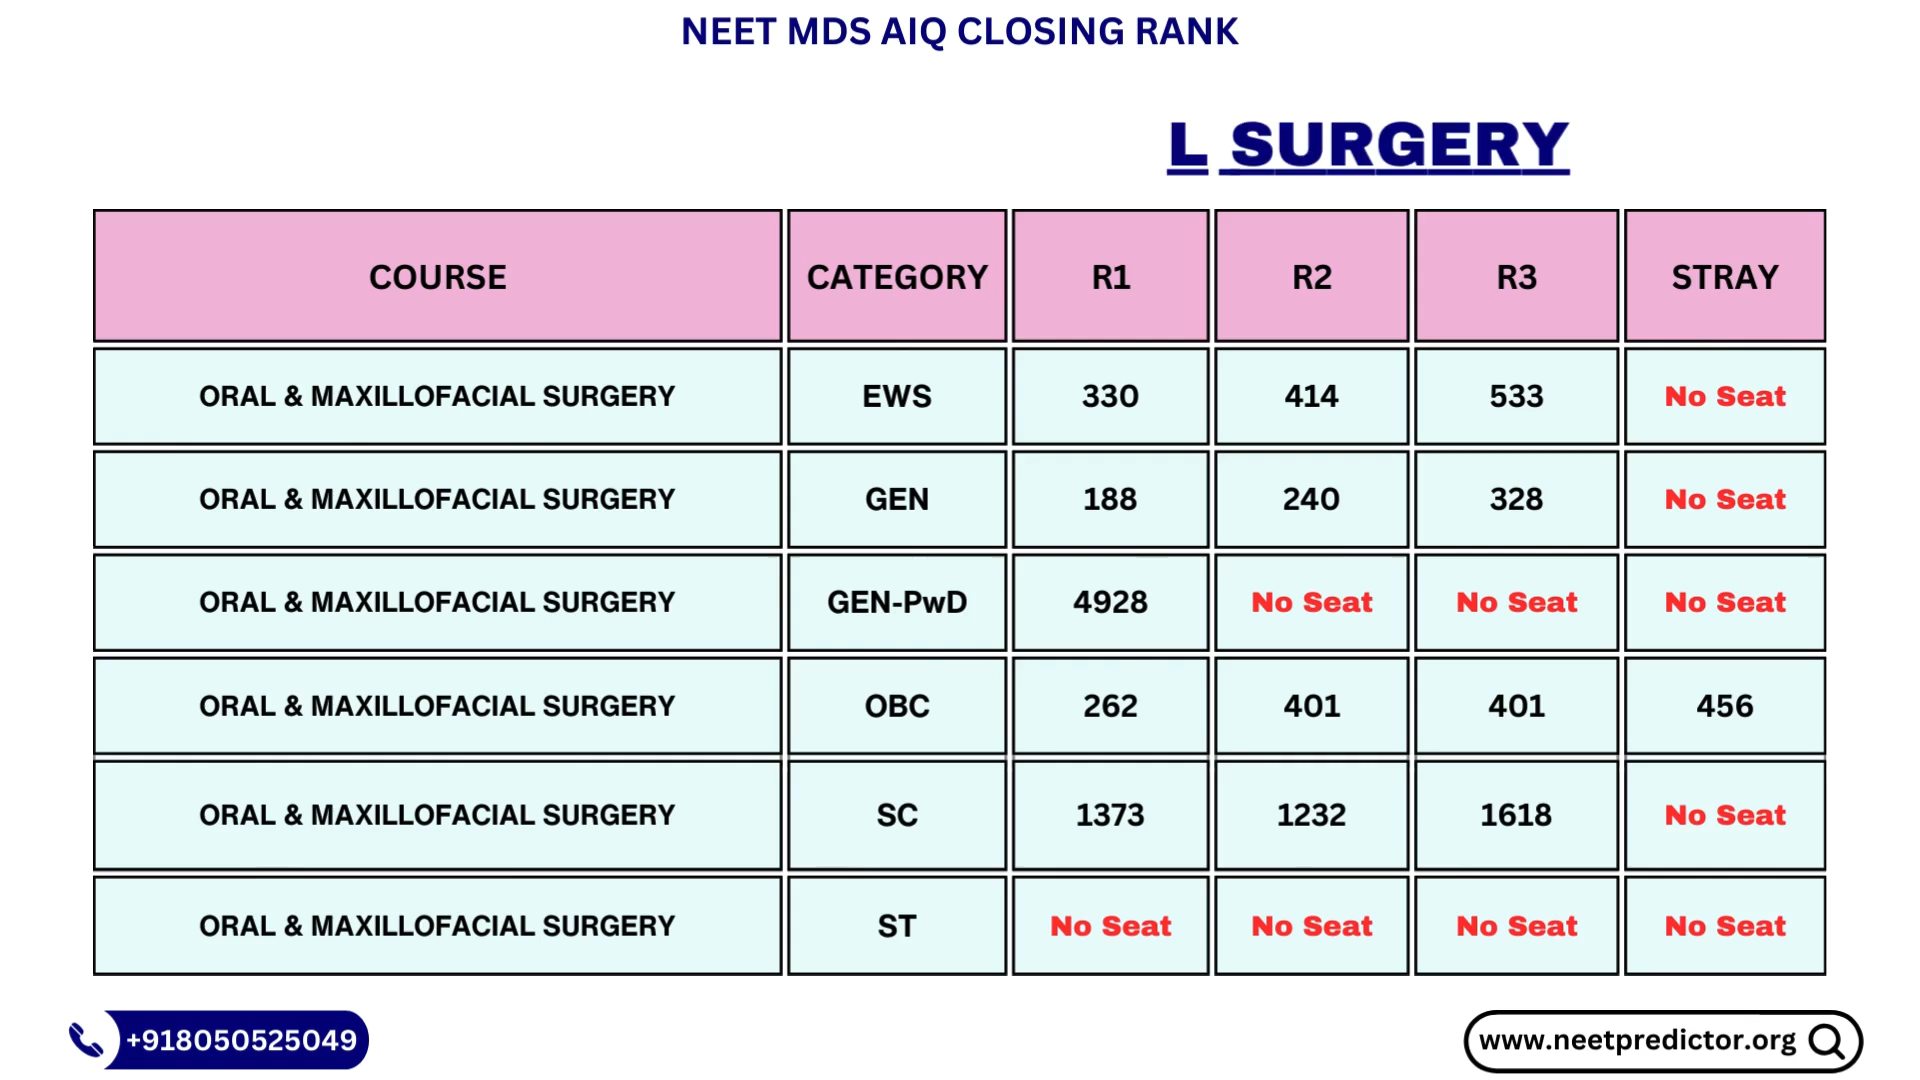 NEET MDS AIQ CLOSING RANK
L SURGERY
COURSE CATEGORY R1 R2 R3 STRAY
ORAL & MAXILLOFACIAL SURGERY EWS 330 414 533 No Seat
ORAL & MAXILLOFACIAL SURGERY GEN 188 240 328 No Seat
ORAL & MAXILLOFACIAL SURGERY GEN-PwD 4928 No Seat No Seat No Seat
ORAL & MAXILLOFACIAL SURGERY OBC 262 401 401 456
ORAL & MAXILLOFACIAL SURGERY SC 1373 1232 1618 No Seat
ORAL & MAXILLOFACIAL SURGERY ST No Seat No Seat No Seat No Seat
+918050525049
www.neetpredictor.org